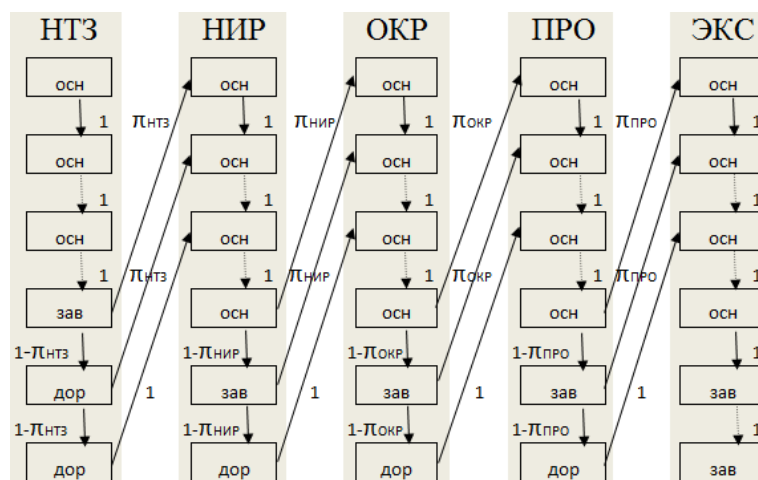 НТЗ НИР ОКР ПРО ЭКС
осн осн осн осн осн
πНТЗ πНИР πОКР πПРО
1 1 1 1 1
осн осн осн осн осн
1 1 1 1 1
осн осн осн осн осн
πНТЗ πНИР πОКР πПРО
1 1 1 1 1
зав осн осн осн осн
1-πНТЗ 1-πНИР 1-πОКР 1-πПРО 1
дор 1 зав 1 зав 1 зав 1 зав
1-πНТЗ 1-πНИР 1-πОКР 1-πПРО 1
дор дор дор дор зав